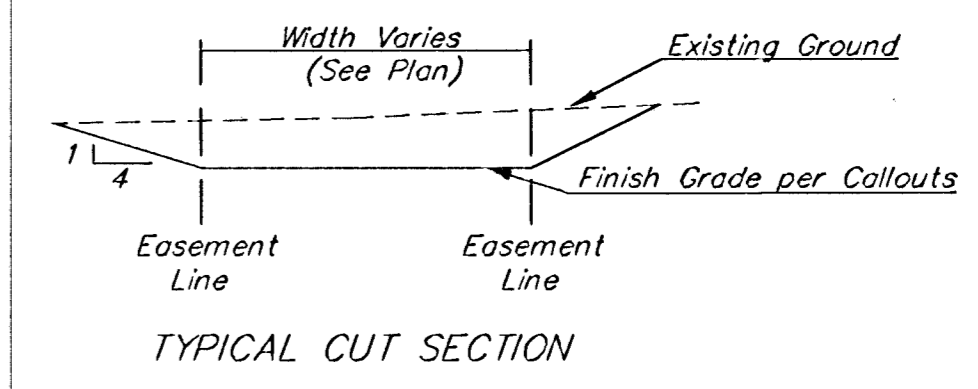 Width Varies
(See Plan)
Existing Ground
1
4
Finish Grade per Callouts
Easement
Line
Easement
Line
TYPICAL CUT SECTION